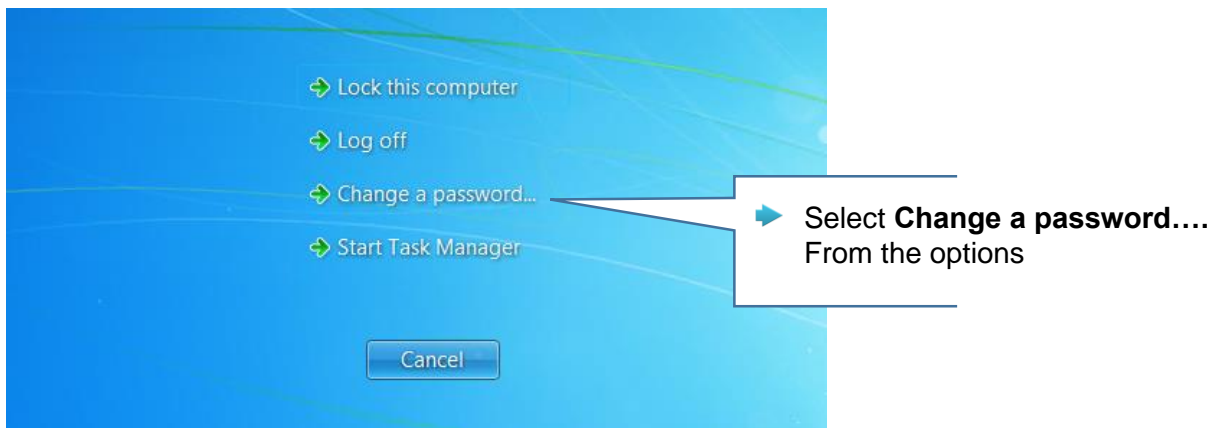 Lock this computer
Log off
Change a password...
Start Task Manager
Cancel
Select Change a password….
From the options